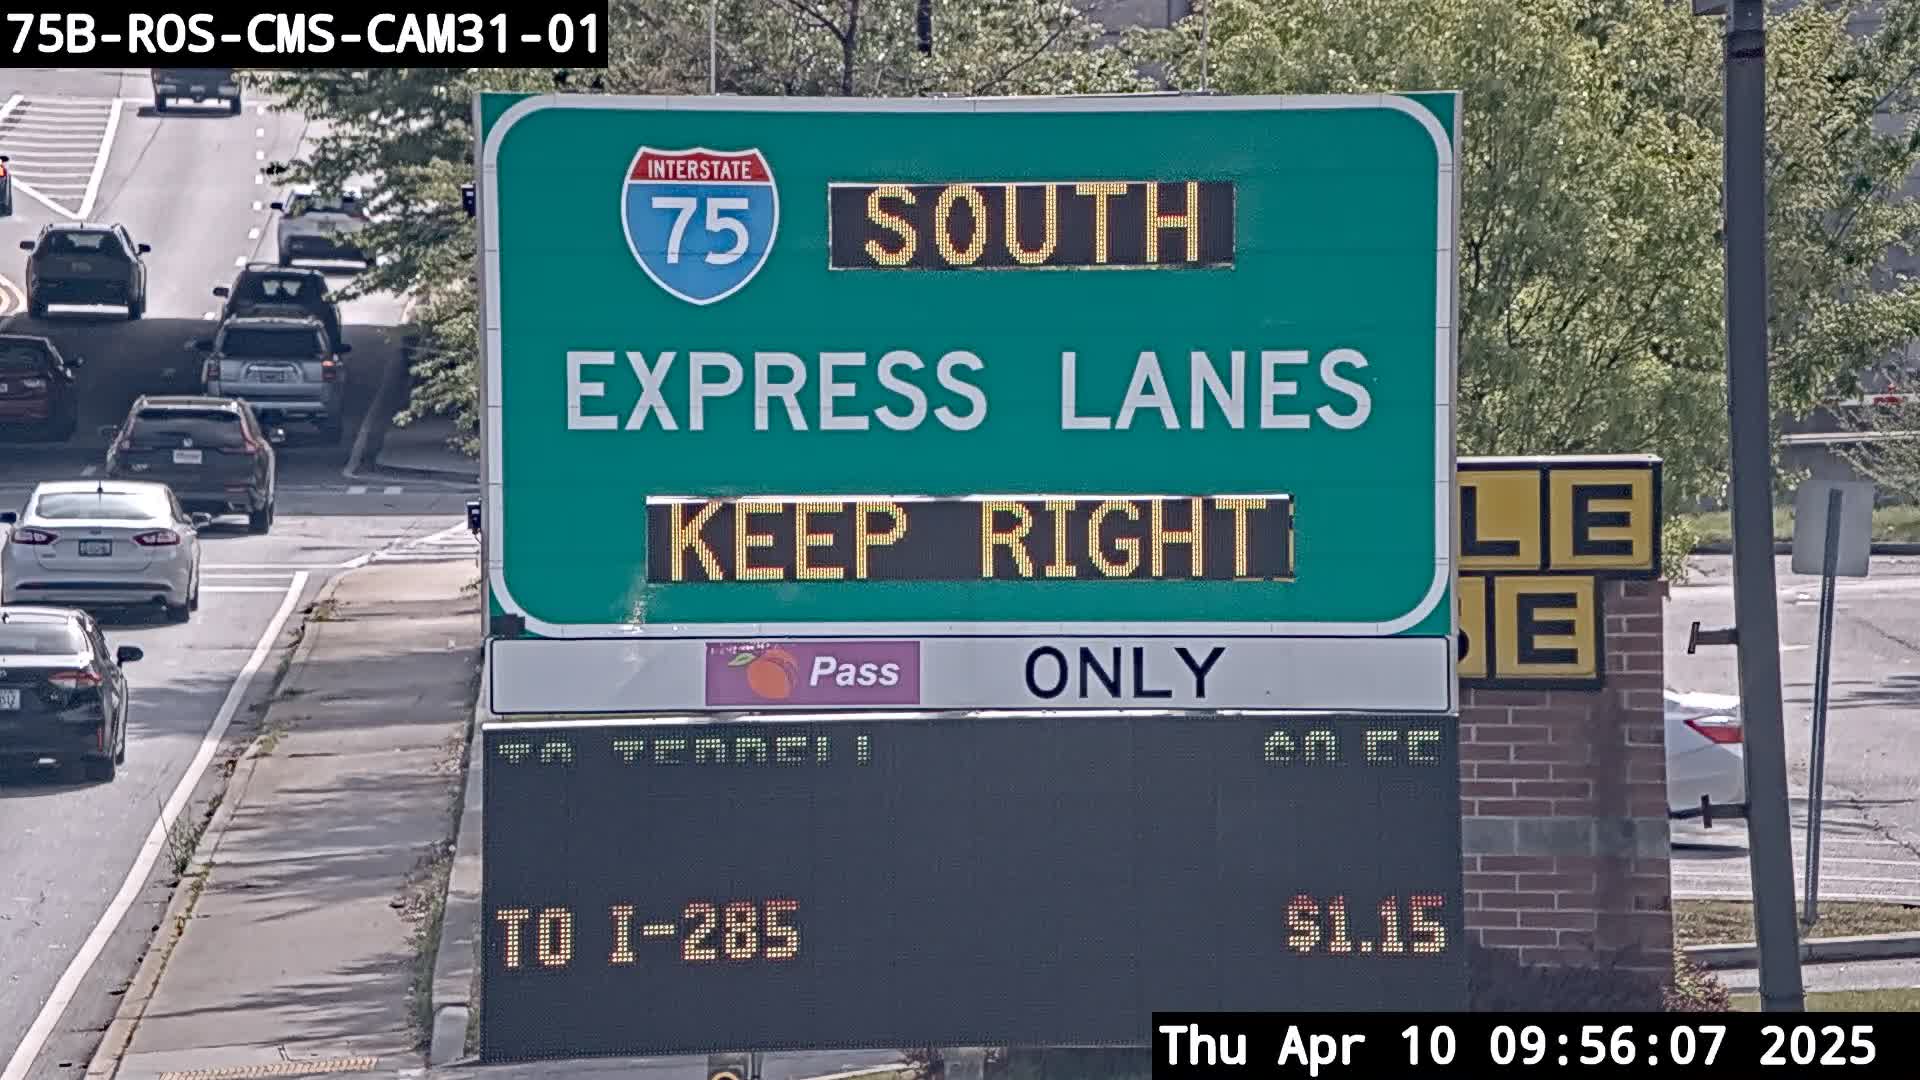 75B-ROS-CMS-CAM31-01
INTERSTATE
75
SOUTH
EXPRESS LANES
KEEP RIGHT
Pass
ONLY
LE
E
TO I-285
$1.15
Thu Apr 10 09:56:07 2025